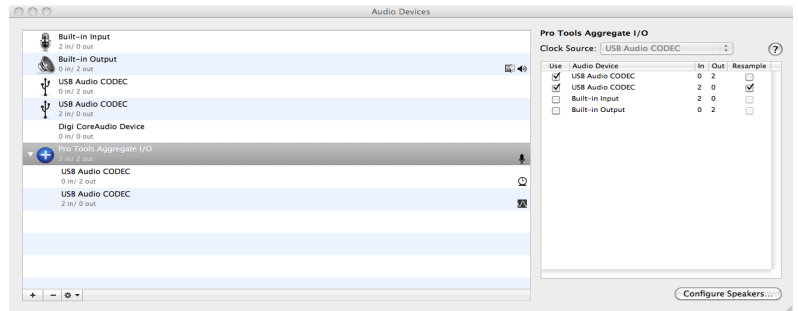 Audio Devices
Built-in Input
2 in/ 0 out
Built-in Output
0 in/ 2 out
USB Audio CODEC
0 in/ 2 out
USB Audio CODEC
2 in/ 0 out
Digi CoreAudio Device
0 in/ 0 out
Pro Tools Aggregate I/O
2 in/ 2 out
USB Audio CODEC
0 in/ 2 out
USB Audio CODEC
2 in/ 0 out
Pro Tools Aggregate I/O
Clock Source: USB Audio CODEC ?
Use Audio Device In Out Resample
USB Audio CODEC 0 2
USB Audio CODEC 2 0
Built-in Input 2 0
Built-in Output 0 2
Configure Speakers...